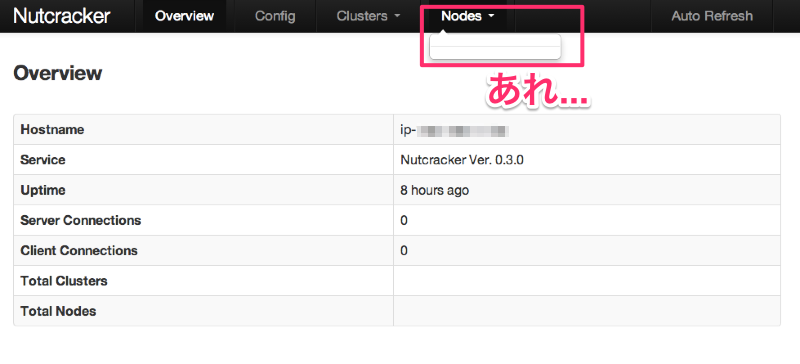 Nutcracker Overview Config Clusters Nodes Auto Refresh
あれ...
Overview
Hostname ip-
Service Nutcracker Ver. 0.3.0
Uptime 8 hours ago
Server Connections 0
Client Connections 0
Total Clusters
Total Nodes